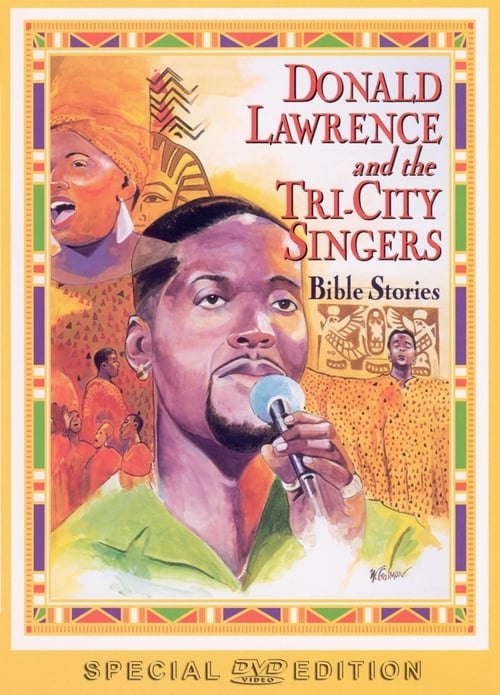 DONALD
LAWRENCE
and the
TRI-CITY
SINGERS
Bible Stories
SPECIAL DVD VIDEO EDITION